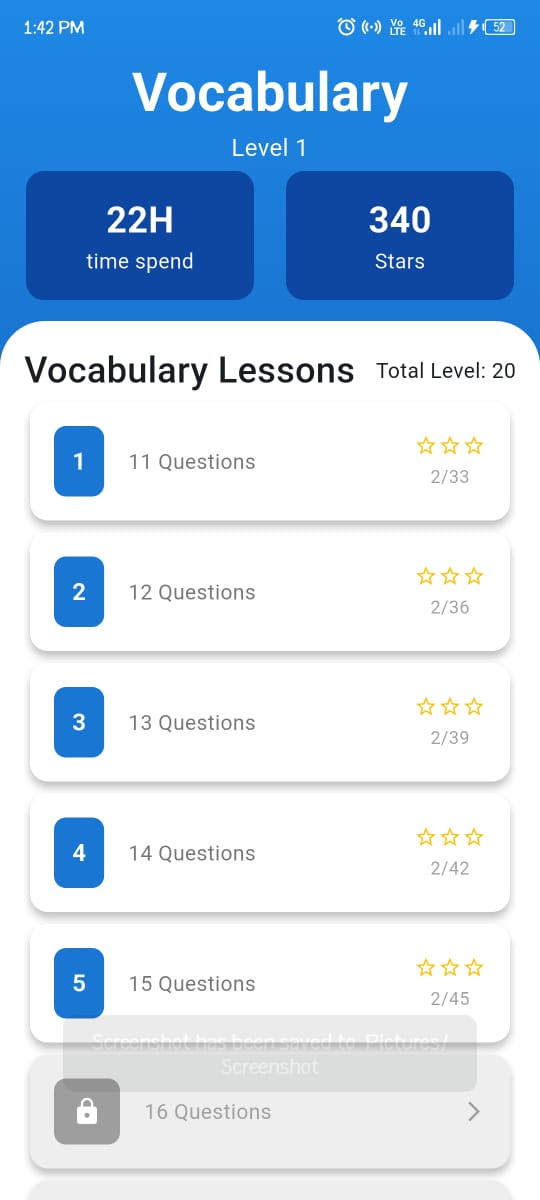 1:42 PM
Vo LTE 4G 52
Vocabulary
Level 1
22H
time spend
340
Stars
Vocabulary Lessons Total Level: 20
1 11 Questions
2/33
2 12 Questions
2/36
3 13 Questions
2/39
4 14 Questions
2/42
5 15 Questions
2/45
Screenshot has been saved to Pictures/
Screenshot
16 Questions